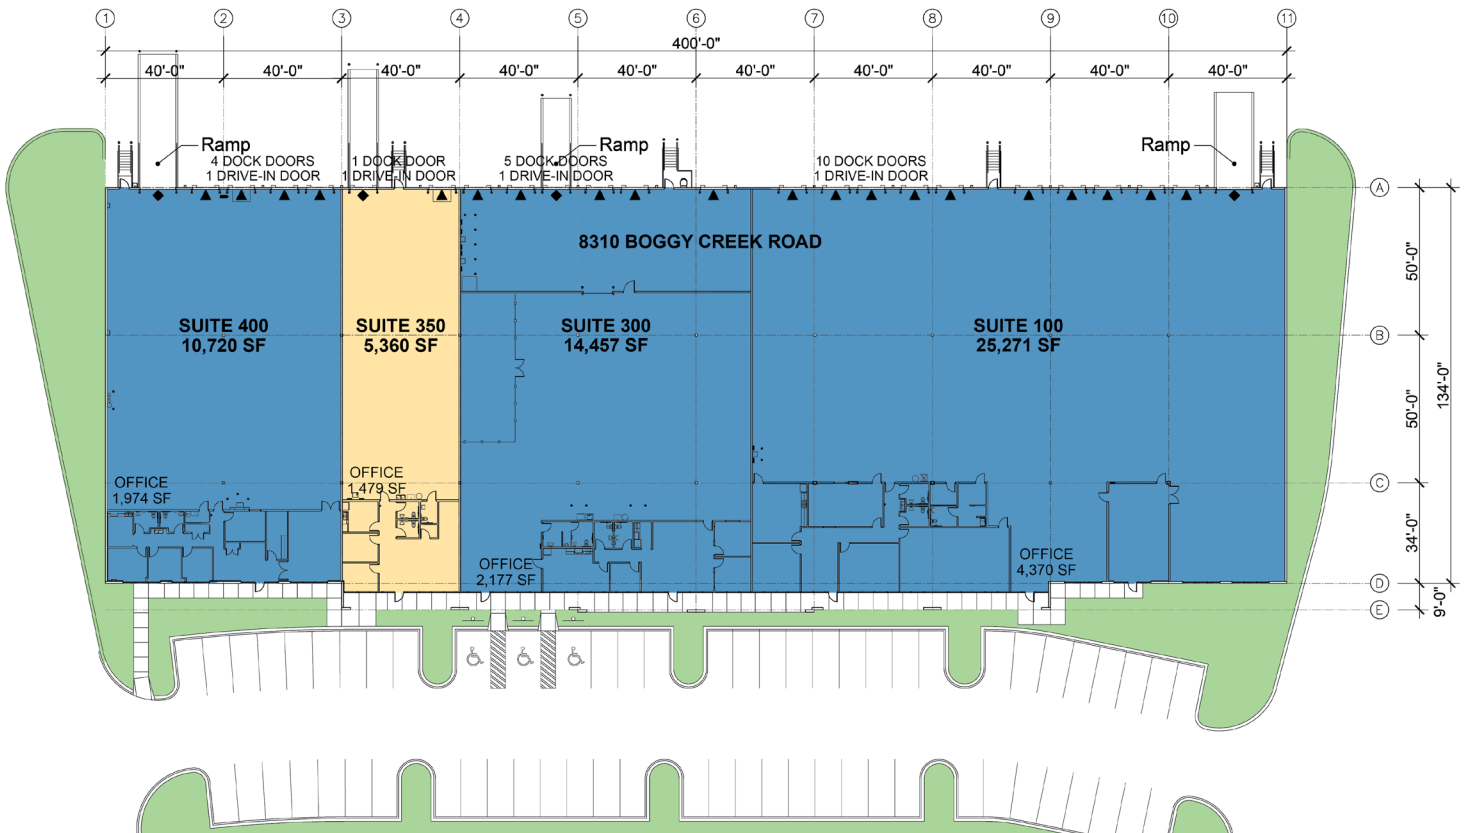 1 2 3 4 5 6 7 8 9 10 11
400'-0"
40'-0" 40'-0" 40'-0" 40'-0" 40'-0" 40'-0" 40'-0" 40'-0" 40'-0" 40'-0"
Ramp Ramp Ramp
4 DOCK DOORS 1 DOCK DOOR 5 DOCK DOORS 10 DOCK DOORS
1 DRIVE-IN DOOR 1 DRIVE-IN DOOR 1 DRIVE-IN DOOR 1 DRIVE-IN DOOR
A
8310 BOGGY CREEK ROAD
50'-0"
SUITE 400 SUITE 350 SUITE 300 SUITE 100
10,720 SF 5,360 SF 14,457 SF 25,271 SF
B
134'-0"
50'-0"
OFFICE
1,479 SF
OFFICE
1,974 SF
C
34'-0"
OFFICE
4,370 SF
OFFICE
2,177 SF
D
9'-0"
E